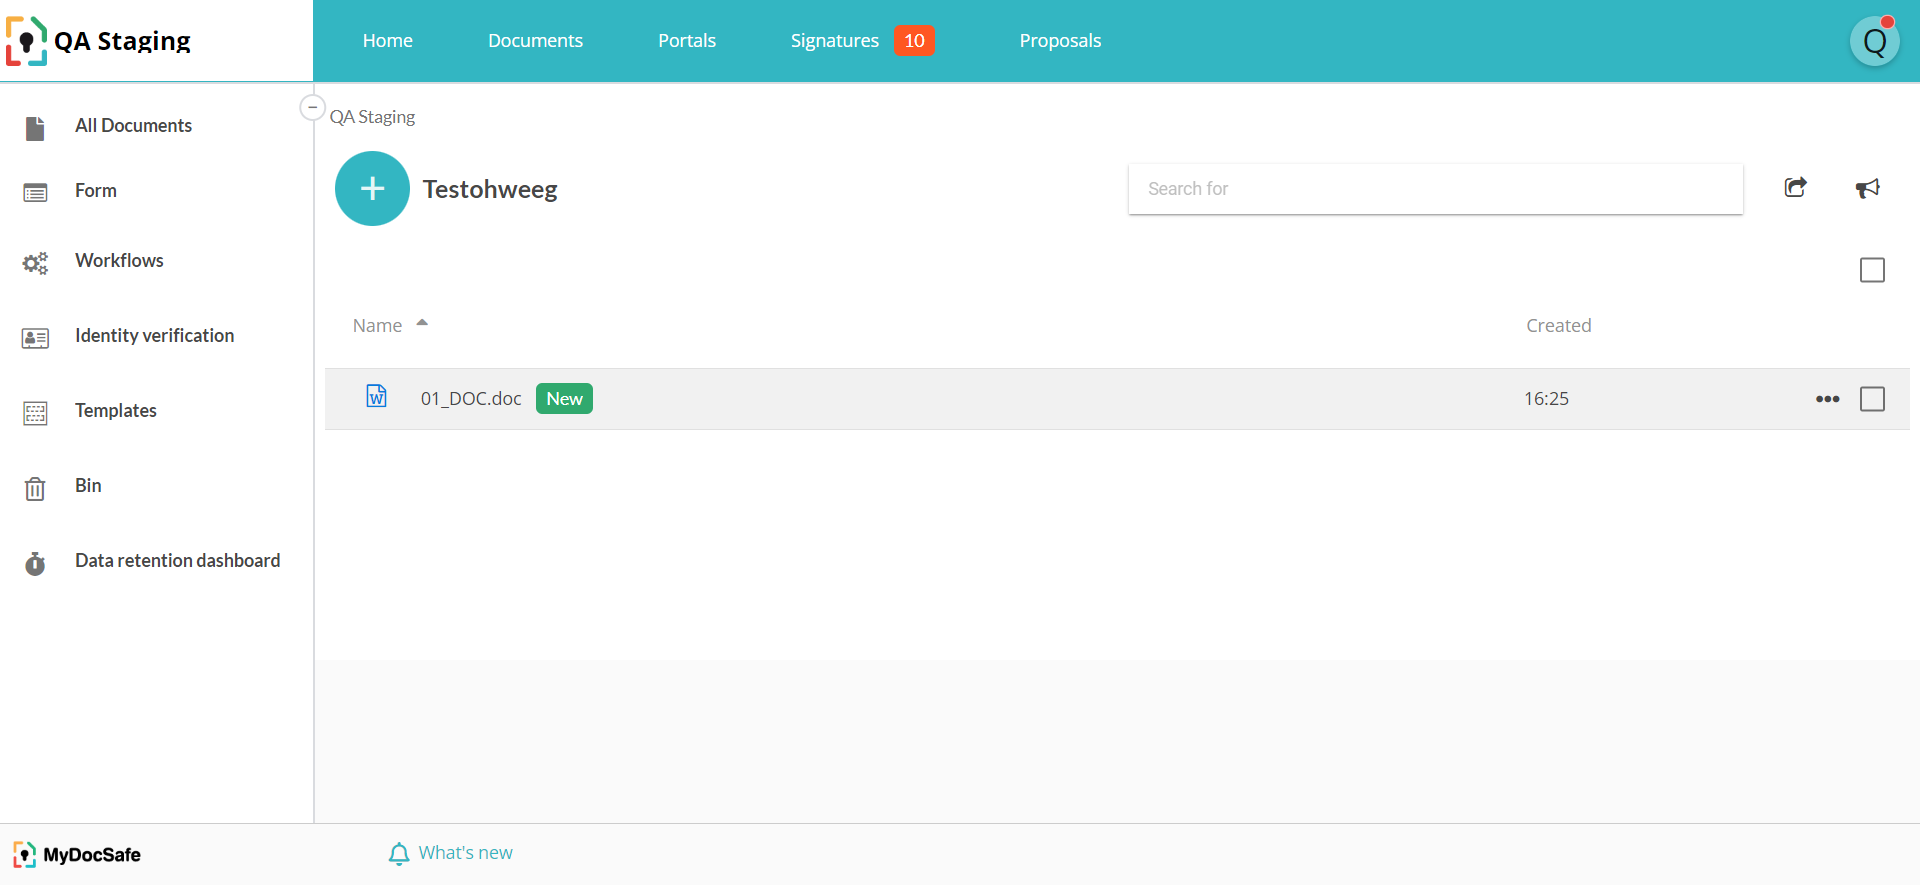 QA Staging
Home Documents Portals Signatures 10 Proposals
Q
All Documents
Form
Workflows
Identity verification
Templates
Bin
Data retention dashboard
QA Staging
Testohweeg
Search for
Name Created
01_DOC.doc New 16:25
MyDocSafe
What's new